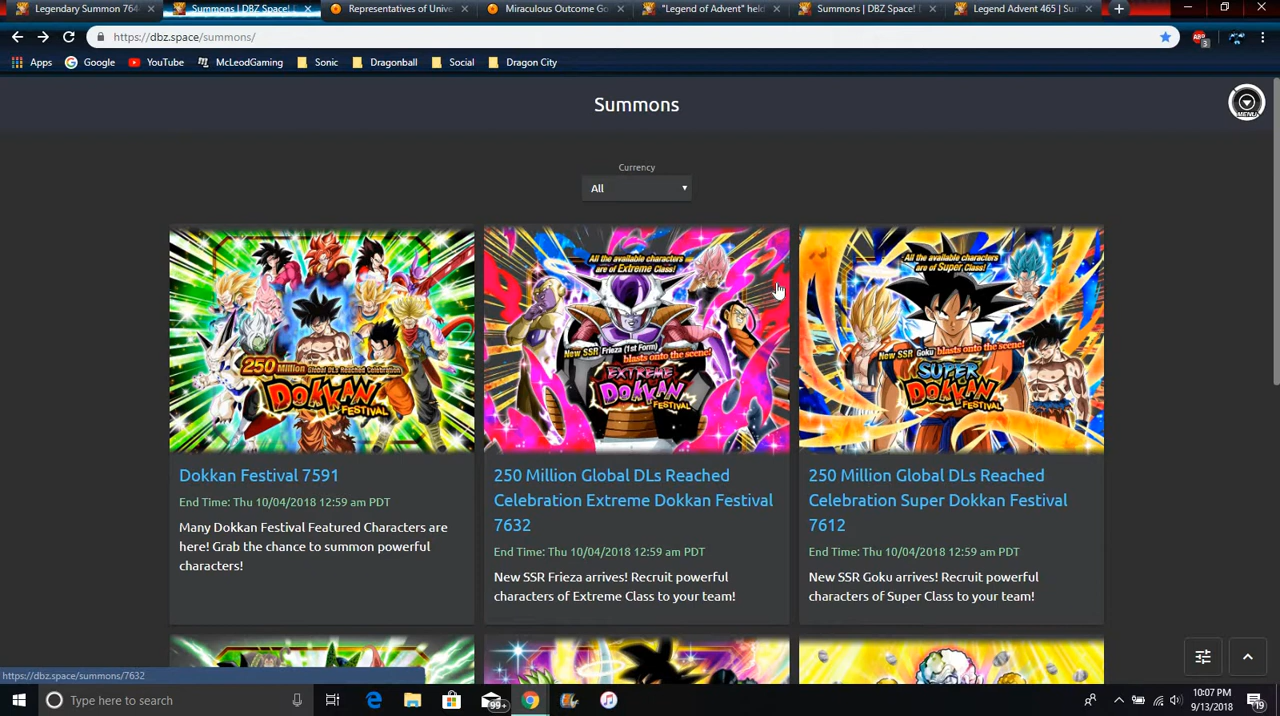 Legendary Summon 764
Summons | DBZ Space! |
Representatives of Unive
Miraculous Outcome Go
"Legend of Advent" held
Summons | DBZ Space! |
Legend Advent 465 | Su
https://dbz.space/summons/
ABP
3
Apps
Google
YouTube
McLeodGaming
Sonic
Dragonball
Social
Dragon City
Summons
MENU
Currency
All
250 Million Global DLs Reached Celebration
DOKKAN
FESTIVAL
All the available characters
are of Extreme Class!
New SSR Frieza (1st Form)
blasts onto the scene!
EXTREME
DOKKAN
FESTIVAL
All the available characters
are of Super Class!
New SSR Goku blasts onto the scene!
SUPER
DOKKAN
FESTIVAL
Dokkan Festival 7591
End Time: Thu 10/04/2018 12:59 am PDT
Many Dokkan Festival Featured Characters are
here! Grab the chance to summon powerful
characters!
250 Million Global DLs Reached
Celebration Extreme Dokkan Festival
7632
End Time: Thu 10/04/2018 12:59 am PDT
New SSR Frieza arrives! Recruit powerful
characters of Extreme Class to your team!
250 Million Global DLs Reached
Celebration Super Dokkan Festival
7612
End Time: Thu 10/04/2018 12:59 am PDT
New SSR Goku arrives! Recruit powerful
characters of Super Class to your team!
https://dbz.space/summons/7632
Type here to search
99+
10:07 PM
9/13/2018
19